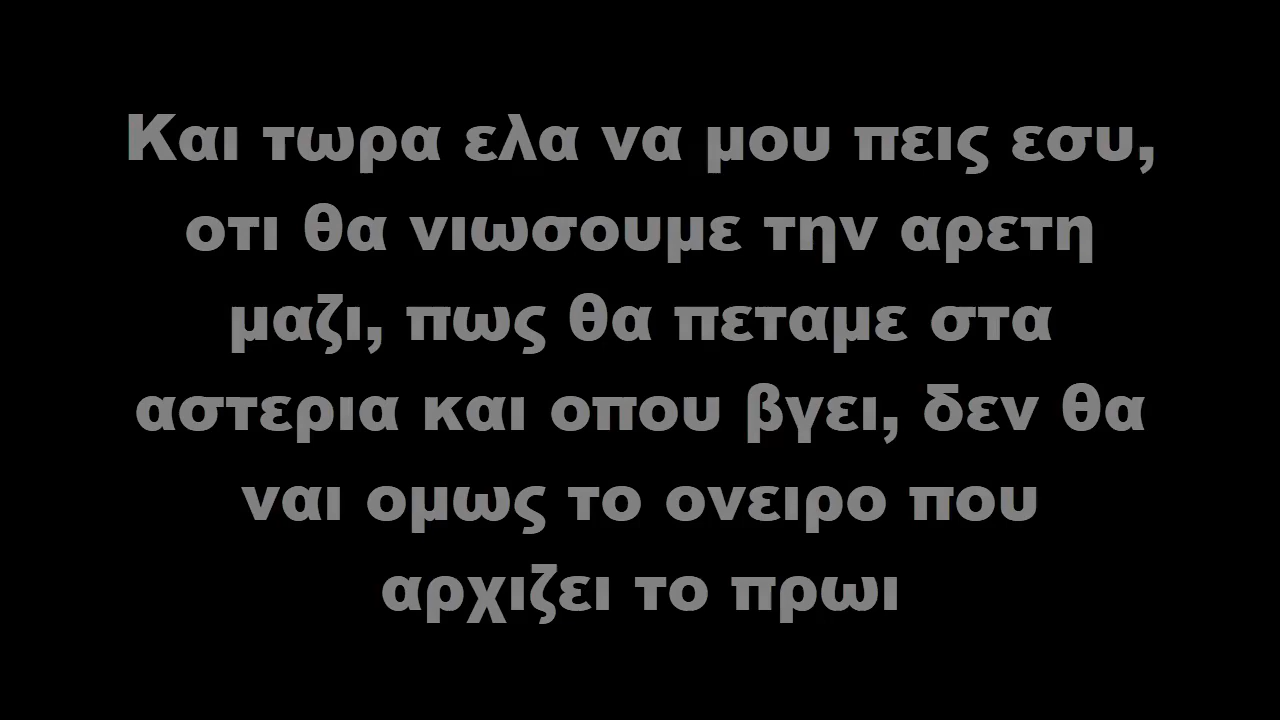 Και τωρα ελα να μου πεις εσυ,
οτι θα νιωσουμε την αρετη
μαζι, πως θα πεταμε στα
αστερια και οπου βγει, δεν θα
ναι ομως το ονειρο που
αρχιζει το πρωι